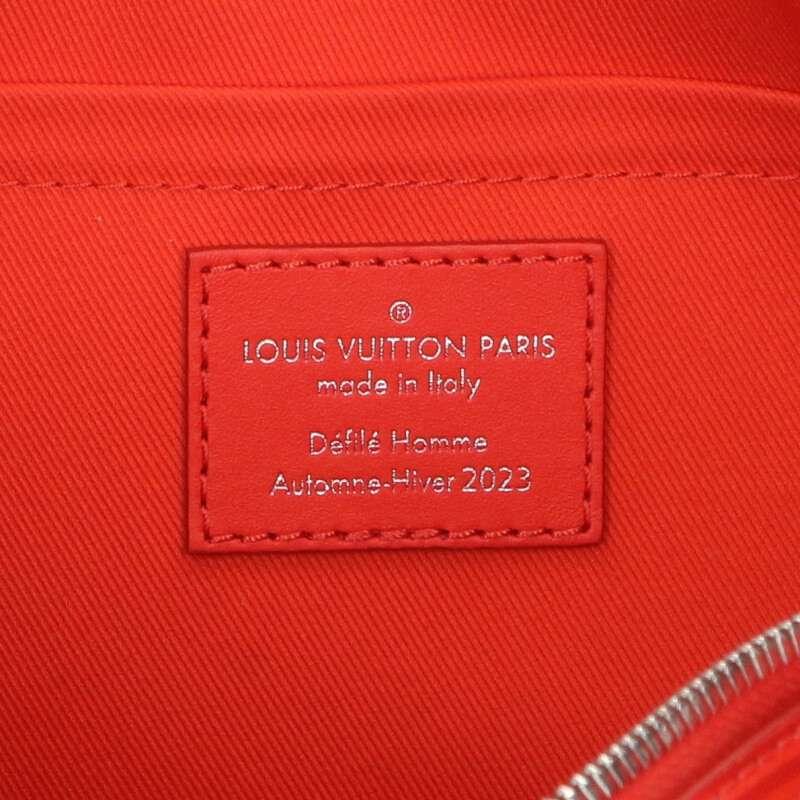 ®
LOUIS VUITTON PARIS
made in Italy
Défilé Homme
Automne-Hiver 2023